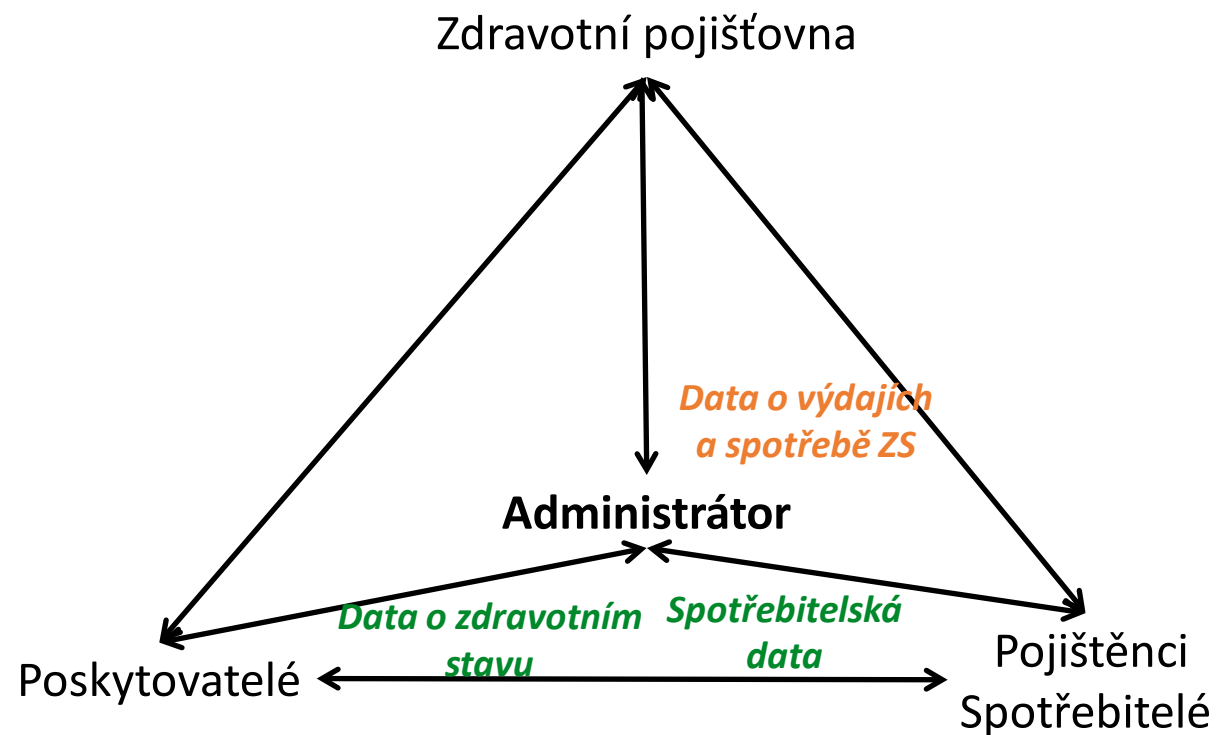 Zdravotní pojišťovna
Data o výdajích
a spotřebě ZS
Administrátor
Data o zdravotním
stavu
Spotřebitelská
data
Poskytovatelé
Pojištěnci
Spotřebitelé